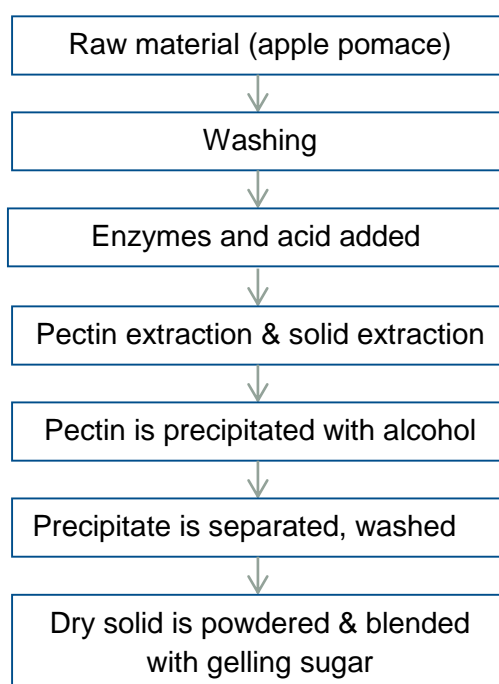 Raw material (apple pomace)
Washing
Enzymes and acid added
Pectin extraction & solid extraction
Pectin is precipitated with alcohol
Precipitate is separated, washed
Dry solid is powdered & blended
with gelling sugar